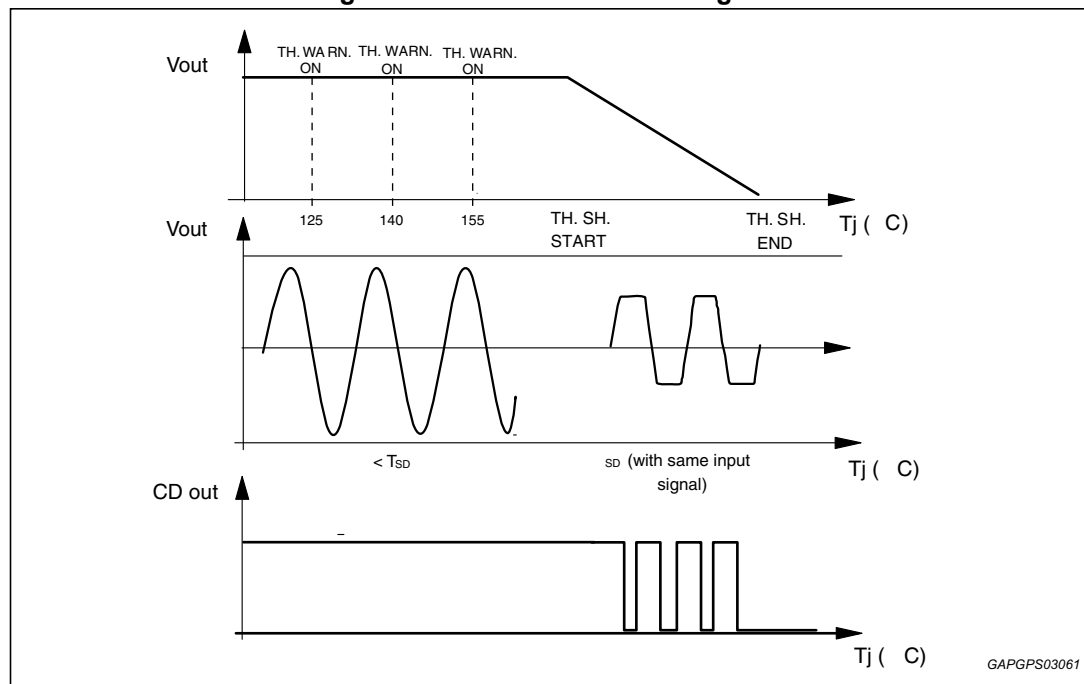 Vout
TH. WARN. TH. WARN. TH. WARN.
ON ON ON
125 140 155 TH. SH. START TH. SH. END Tj ( C)
Vout
< TSD
SD (with same input
signal)
Tj ( C)
CD out
Tj ( C)
GAPGPS03061